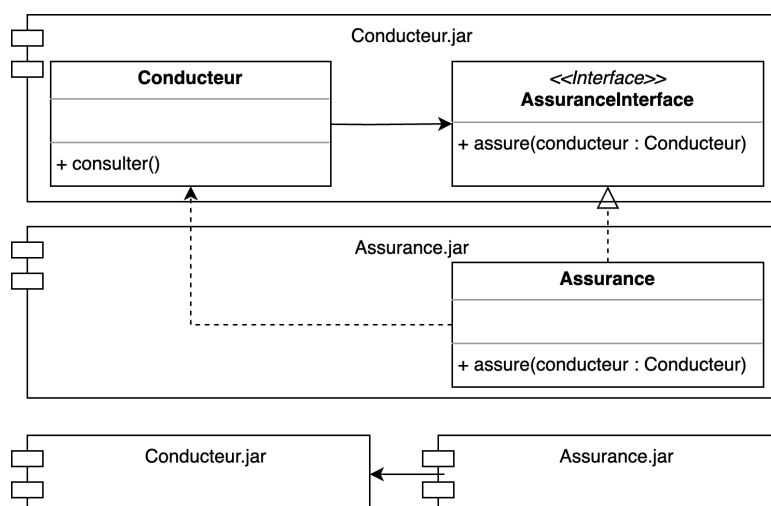 Conducteur.jar
Conducteur
+ consulter()
<<Interface>>
AssuranceInterface
+ assure(conducteur : Conducteur)
Assurance.jar
Assurance
+ assure(conducteur : Conducteur)
Conducteur.jar
Assurance.jar